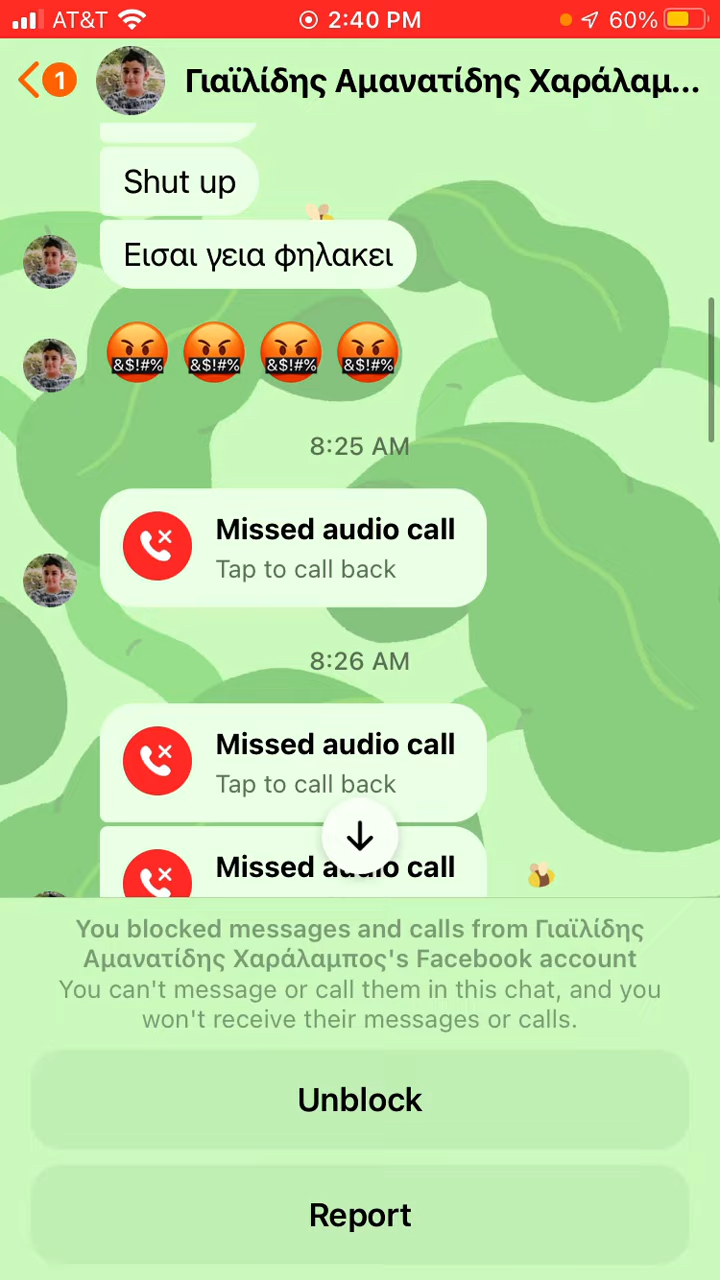 AT&T 2:40 PM 60%
1 Γιαϊλίδης Αμανατίδης Χαράλαμ...
Shut up
Εισαι γεια φηλακει
&$!#% &$!#% &$!#% &$!#%
8:25 AM
Missed audio call
Tap to call back
8:26 AM
Missed audio call
Tap to call back
Missed audio call
You blocked messages and calls from Γιαϊλίδης
Αμανατίδης Χαράλαμπος's Facebook account
You can't message or call them in this chat, and you
won't receive their messages or calls.
Unblock
Report